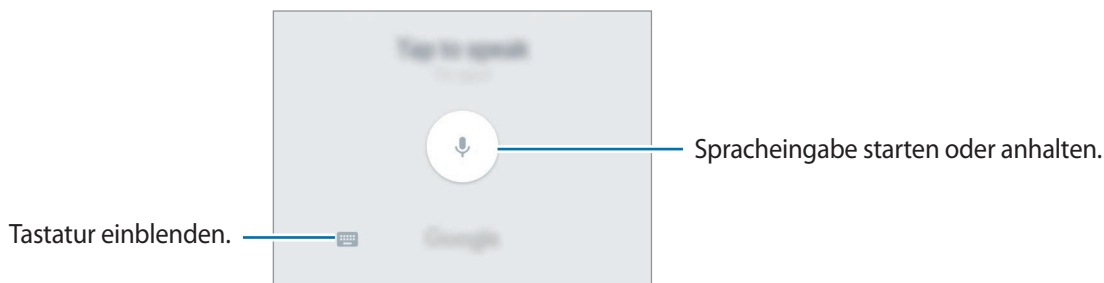 Tap to speak
Spracheingabe starten oder anhalten.
Tastatur einblenden.
Google